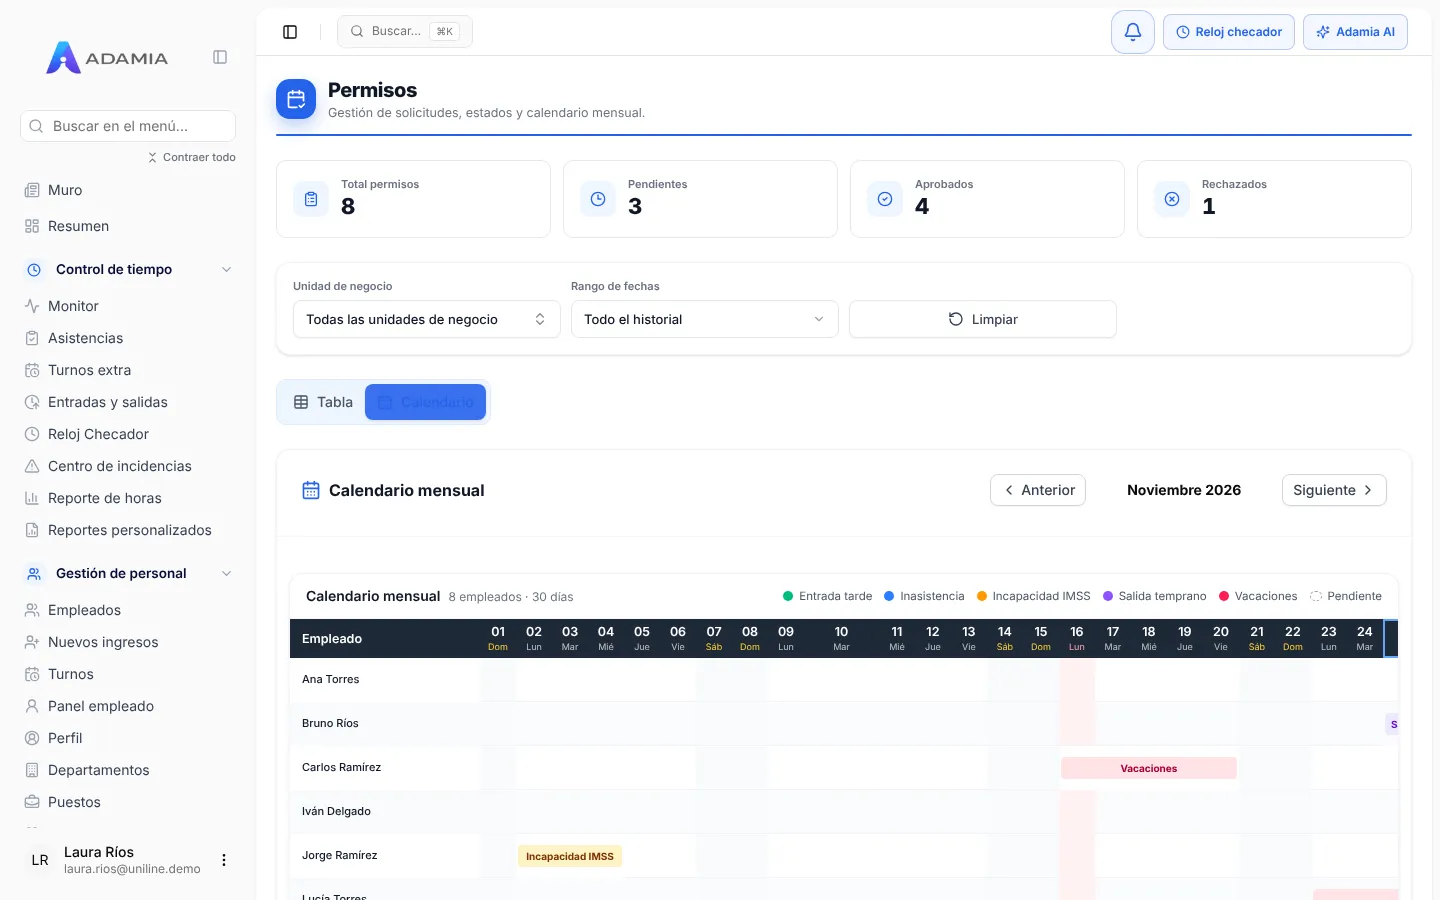 ADAMIA
Buscar en el menú...
Contraer todo
Muro
Resumen
Control de tiempo
Monitor
Asistencias
Turnos extra
Entradas y salidas
Reloj Checador
Centro de incidencias
Reporte de horas
Reportes personalizados
Gestión de personal
Empleados
Nuevos ingresos
Turnos
Panel empleado
Perfil
Departamentos
Puestos
LR
Laura Ríos
laura.rios@uniline.demo
Buscar... ⌘K
Reloj checador
Adamia AI
Permisos
Gestión de solicitudes, estados y calendario mensual.
Total permisos
8
Pendientes
3
Aprobados
4
Rechazados
1
Unidad de negocio
Todas las unidades de negocio
Rango de fechas
Todo el historial
Limpiar
Tabla
Calendario
Calendario mensual
Anterior
Noviembre 2026
Siguiente
Calendario mensual 8 empleados · 30 días
Entrada tarde Inasistencia Incapacidad IMSS Salida temprano Vacaciones Pendiente
Empleado
01 02 03 04 05 06 07 08 09 10 11 12 13 14 15 16 17 18 19 20 21 22 23 24
Dom Lun Mar Mié Jue Vie Sáb Dom Lun Mar Mié Jue Vie Sáb Dom Lun Mar Mié Jue Vie Sáb Dom Lun Mar
Ana Torres
Bruno Ríos
S
Carlos Ramírez
Vacaciones
Iván Delgado
Jorge Ramírez
Incapacidad IMSS
Lucía Torres